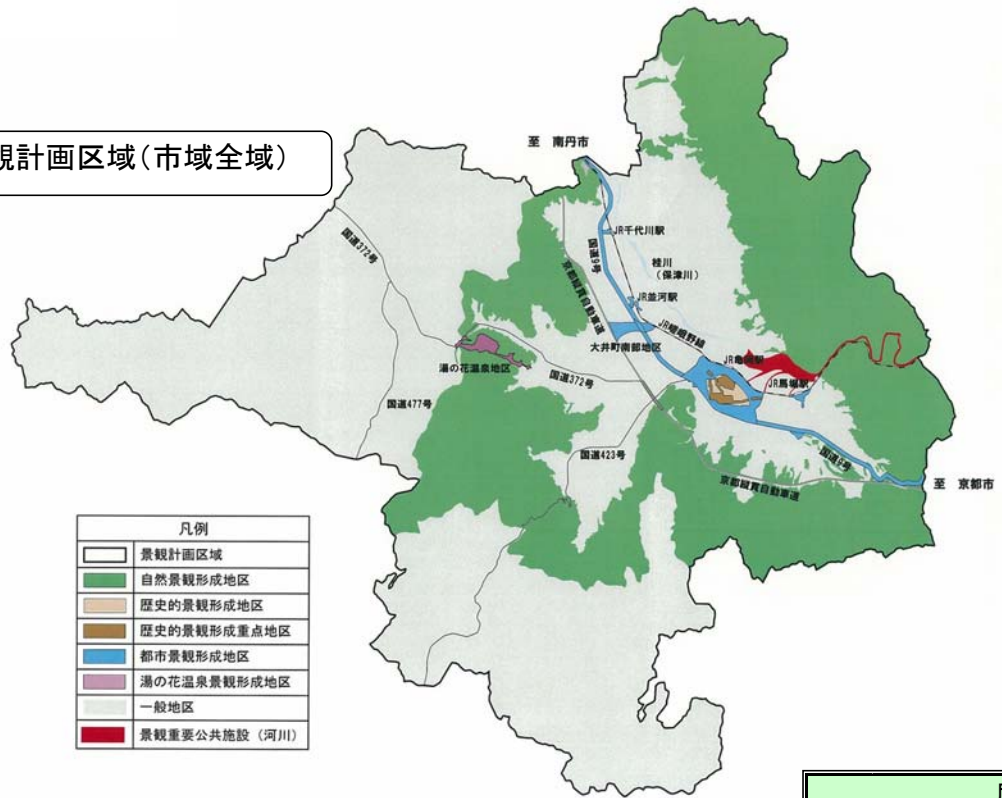 観計画区域(市域全域)
至 南丹市
JR千代川駅
国道9号
桂川
(保津川)
国道372号
京都縦貫自動車道
JR並河駅
JR嵯峨野線
大井町南部地区
湯の花温泉地区
国道372号
JR亀岡駅
JR馬堀駅
国道477号
国道423号
国道9号
京都縦貫自動車道
至 京都市
凡例
景観計画区域
自然景観形成地区
歴史的景観形成地区
歴史的景観形成重点地区
都市景観形成地区
湯の花温泉景観形成地区
一般地区
景観重要公共施設(河川)